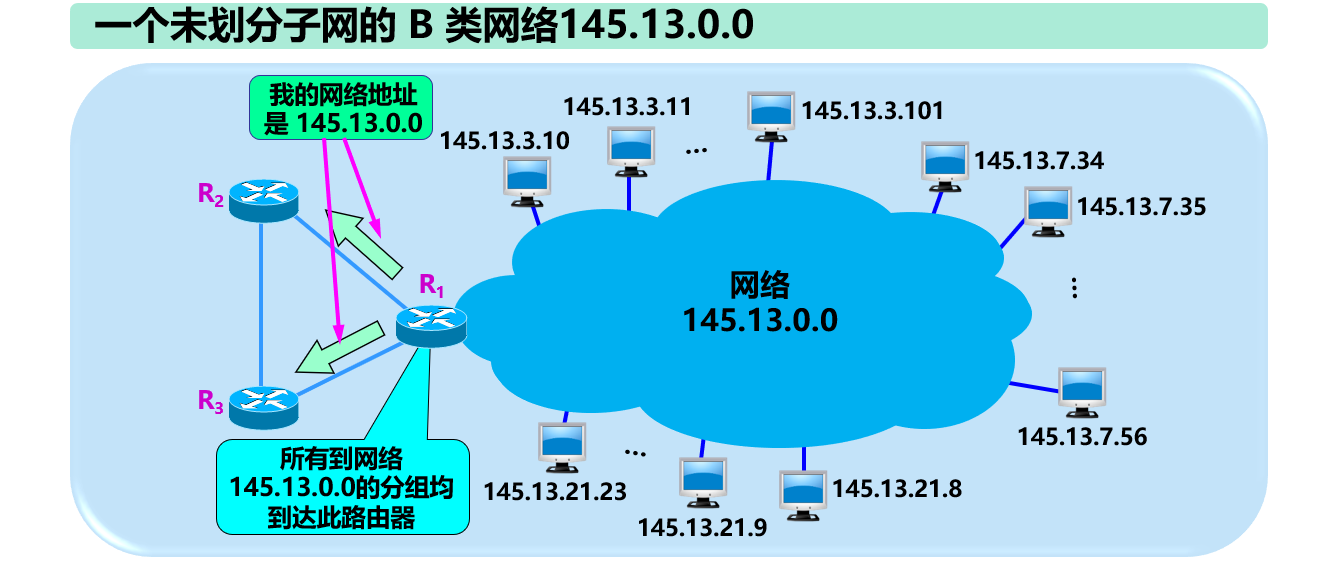 一个未划分子网的 B 类网络145.13.0.0
我的网络地址
是 145.13.0.0
145.13.3.10
145.13.3.11
...
145.13.3.101
145.13.7.34
145.13.7.35
...
145.13.7.56
R2
R1
R3
网络
145.13.0.0
所有到网络
145.13.0.0的分组均
到达此路由器
145.13.21.23
...
145.13.21.9
145.13.21.8